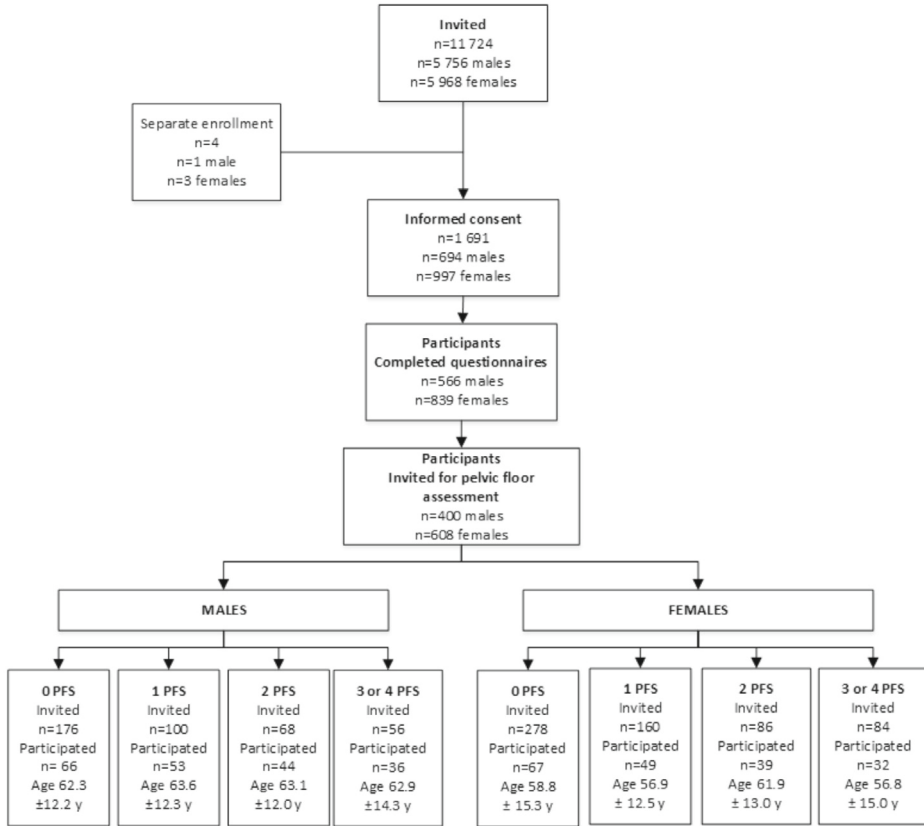 Invited
n=11 724
n=5 756 males
n=5 968 females
Separate enrollment
n=4
n=1 male
n=3 females
Informed consent
n=1 691
n=694 males
n=997 females
Participants
Completed questionnaires
n=566 males
n=839 females
Participants
Invited for pelvic floor
assessment
n=400 males
n=608 females
MALES
FEMALES
0 PFS
Invited
n=176
Participated
n= 66
Age 62.3
±12.2 y
1 PFS
Invited
n=100
Participated
n=53
Age 63.6
±12.3 y
2 PFS
Invited
n=68
Participated
n=44
Age 63.1
±12.0 y
3 or 4 PFS
Invited
n=56
Participated
n=36
Age 62.9
±14.3 y
0 PFS
Invited
n=278
Participated
n=67
Age 58.8
± 15.3 y
1 PFS
Invited
n=160
Participated
n=49
Age 56.9
± 12.5 y
2 PFS
Invited
n=86
Participated
n=39
Age 61.9
± 13.0 y
3 or 4 PFS
Invited
n=84
Participated
n=32
Age 56.8
± 15.0 y